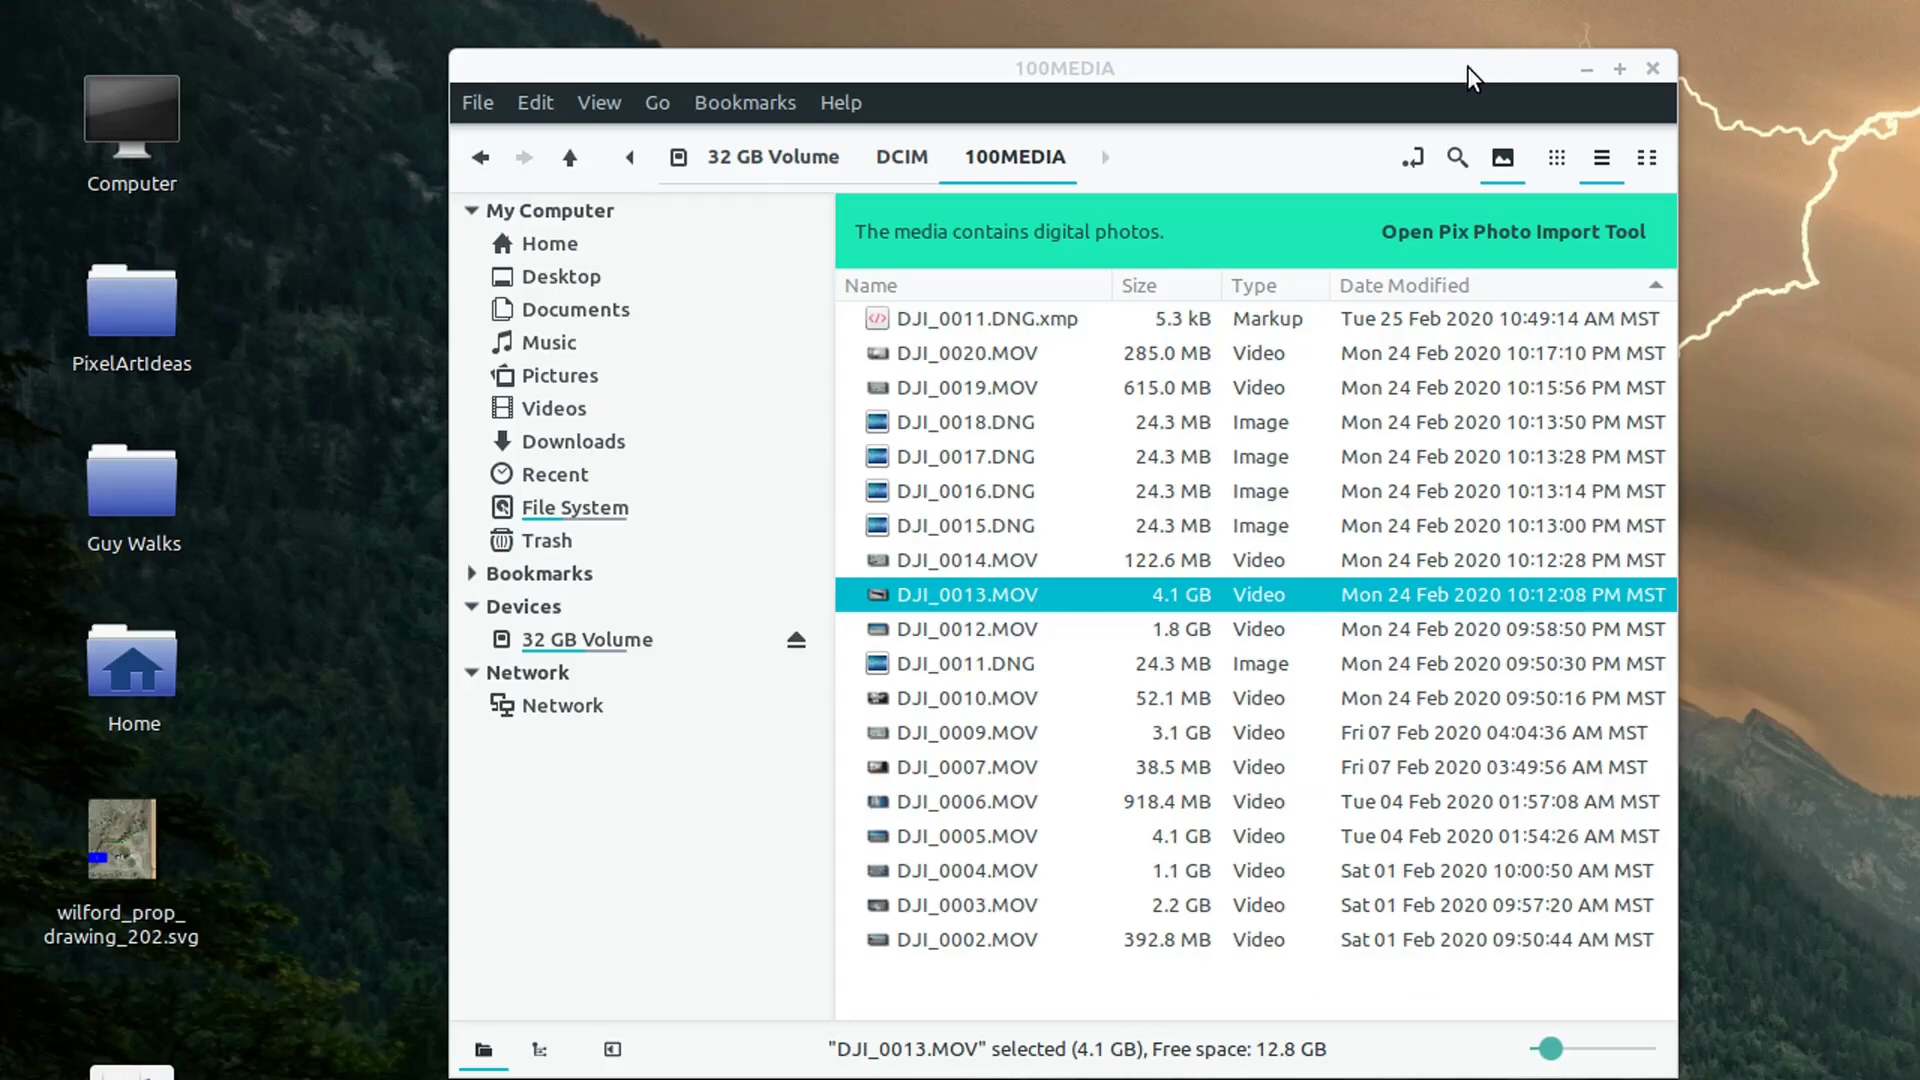 Computer
PixelArtIdeas
Guy Walks
Home
wilford_prop_
drawing_202.svg
100MEDIA
File Edit View Go Bookmarks Help
32 GB Volume DCIM 100MEDIA
My Computer
Home
Desktop
Documents
Music
Pictures
Videos
Downloads
Recent
File System
Trash
Bookmarks
Devices
32 GB Volume
Network
Network
The media contains digital photos. Open Pix Photo Import Tool
Name Size Type Date Modified
DJI_0011.DNG.xmp 5.3 kB Markup Tue 25 Feb 2020 10:49:14 AM MST
DJI_0020.MOV 285.0 MB Video Mon 24 Feb 2020 10:17:10 PM MST
DJI_0019.MOV 615.0 MB Video Mon 24 Feb 2020 10:15:56 PM MST
DJI_0018.DNG 24.3 MB Image Mon 24 Feb 2020 10:13:50 PM MST
DJI_0017.DNG 24.3 MB Image Mon 24 Feb 2020 10:13:28 PM MST
DJI_0016.DNG 24.3 MB Image Mon 24 Feb 2020 10:13:14 PM MST
DJI_0015.DNG 24.3 MB Image Mon 24 Feb 2020 10:13:00 PM MST
DJI_0014.MOV 122.6 MB Video Mon 24 Feb 2020 10:12:28 PM MST
DJI_0013.MOV 4.1 GB Video Mon 24 Feb 2020 10:12:08 PM MST
DJI_0012.MOV 1.8 GB Video Mon 24 Feb 2020 09:58:50 PM MST
DJI_0011.DNG 24.3 MB Image Mon 24 Feb 2020 09:50:30 PM MST
DJI_0010.MOV 52.1 MB Video Mon 24 Feb 2020 09:50:16 PM MST
DJI_0009.MOV 3.1 GB Video Fri 07 Feb 2020 04:04:36 AM MST
DJI_0007.MOV 38.5 MB Video Fri 07 Feb 2020 03:49:56 AM MST
DJI_0006.MOV 918.4 MB Video Tue 04 Feb 2020 01:57:08 AM MST
DJI_0005.MOV 4.1 GB Video Tue 04 Feb 2020 01:54:26 AM MST
DJI_0004.MOV 1.1 GB Video Sat 01 Feb 2020 10:00:50 AM MST
DJI_0003.MOV 2.2 GB Video Sat 01 Feb 2020 09:57:20 AM MST
DJI_0002.MOV 392.8 MB Video Sat 01 Feb 2020 09:50:44 AM MST
"DJI_0013.MOV" selected (4.1 GB), Free space: 12.8 GB